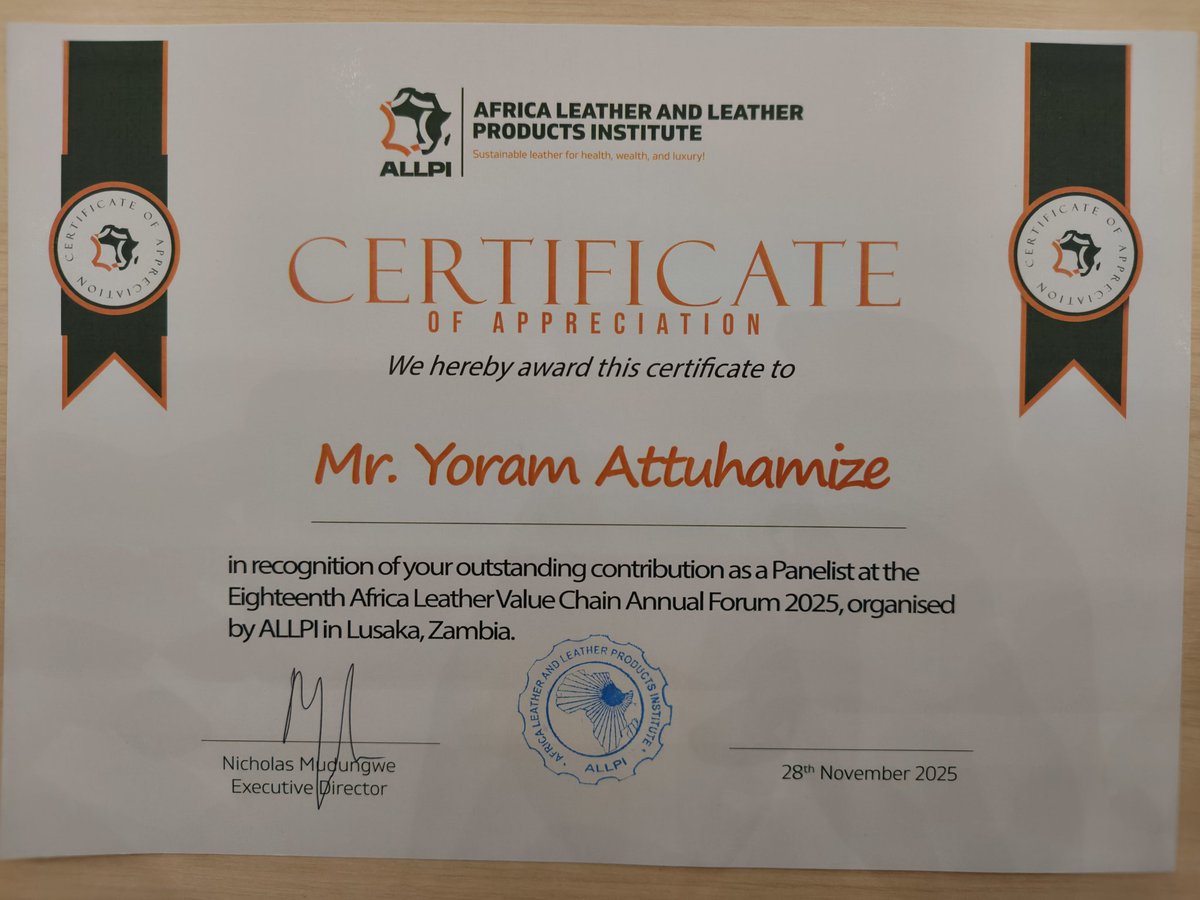 AFRICA LEATHER AND LEATHER
PRODUCTS INSTITUTE
Sustainable leather for health, wealth, and luxury!
ALLPI
CERTIFICATE OF APPRECIATION
CERTIFICATE OF APPRECIATION
CERTIFICATE
OF APPRECIATION
We hereby award this certificate to
Mr. Yoram Attuhamize
in recognition of your outstanding contribution as a Panelist at the
Eighteenth Africa Leather Value Chain Annual Forum 2025, organised
by ALLPI in Lusaka, Zambia.
AFRICA LEATHER AND LEATHER PRODUCTS INSTITUTE
ALLPI
Nicholas Mudungwe
Executive Director
28th November 2025